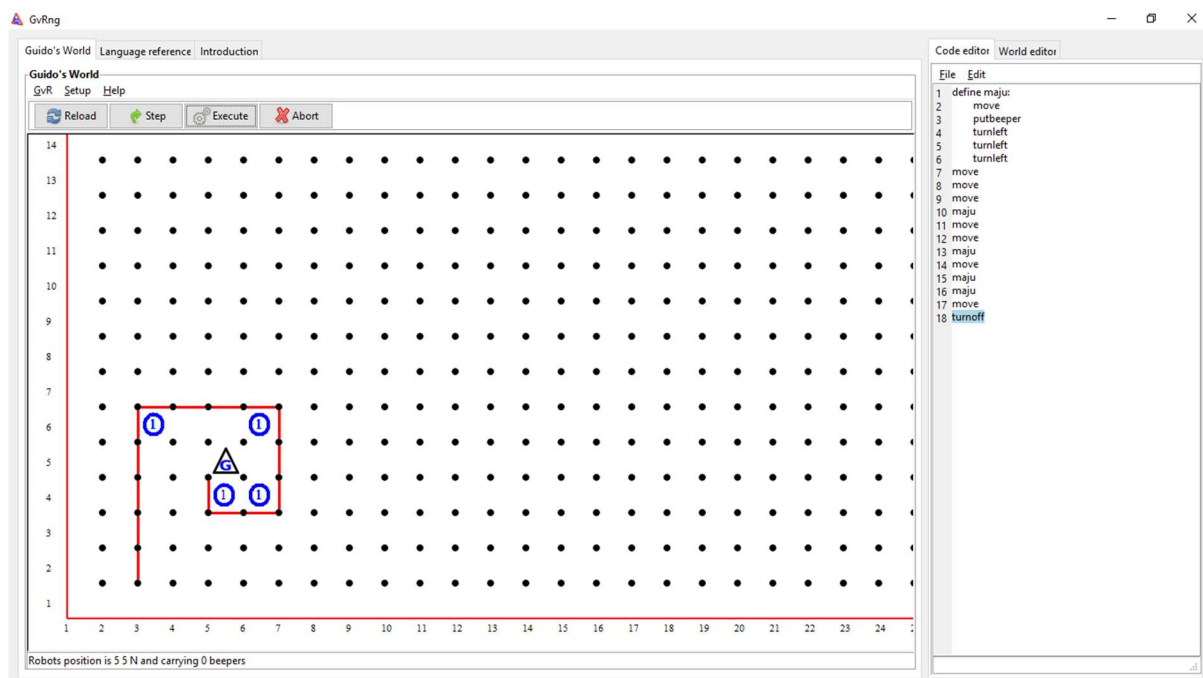 GvRng
Guido's World Language reference Introduction
Guido's World
GvR Setup Help
Reload Step Execute Abort
14
13
12
11
10
9
8
7
6 1 1
5 G
4 1 1
3
2
1
1 2 3 4 5 6 7 8 9 10 11 12 13 14 15 16 17 18 19 20 21 22 23 24
Robots position is 5 5 N and carrying 0 beepers
Code editor World editor
File Edit
1 define maju:
2 move
3 putbeeper
4 turnleft
5 turnleft
6 turnleft
7 move
8 move
9 move
10 maju
11 move
12 move
13 maju
14 move
15 maju
16 maju
17 move
18 turnoff